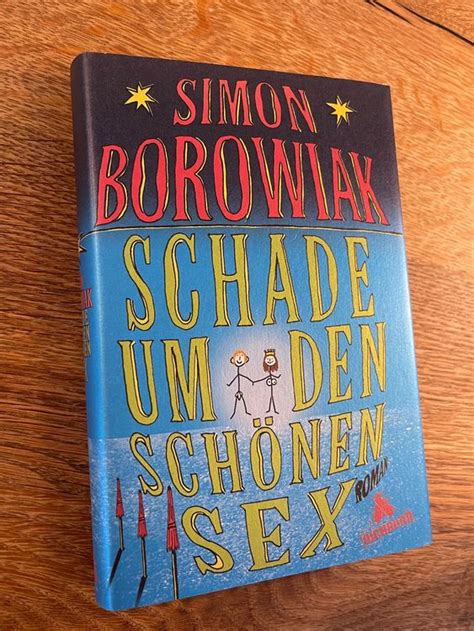 SIMON
BOROWIAK
SCHADE
UM DEN
SCHÖNEN
SEX
ROMAN